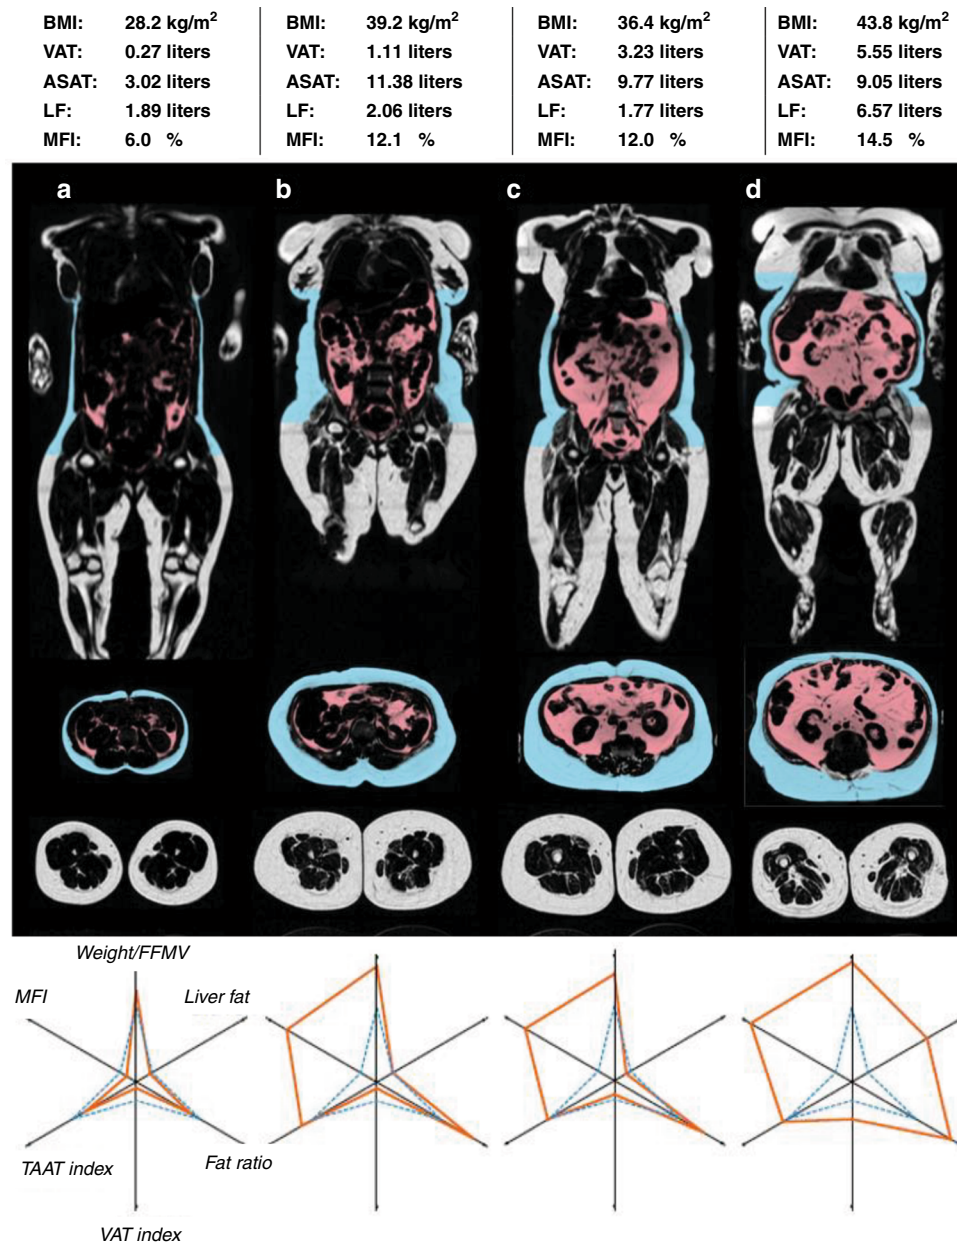 BMI: 28.2 kg/m²
VAT: 0.27 liters
ASAT: 3.02 liters
LF: 1.89 liters
MFI: 6.0 %
BMI: 39.2 kg/m²
VAT: 1.11 liters
ASAT: 11.38 liters
LF: 2.06 liters
MFI: 12.1 %
BMI: 36.4 kg/m²
VAT: 3.23 liters
ASAT: 9.77 liters
LF: 1.77 liters
MFI: 12.0 %
BMI: 43.8 kg/m²
VAT: 5.55 liters
ASAT: 9.05 liters
LF: 6.57 liters
MFI: 14.5 %
a
b
c
d
Weight/FFMV
MFI
Liver fat
TAAT index
Fat ratio
VAT index